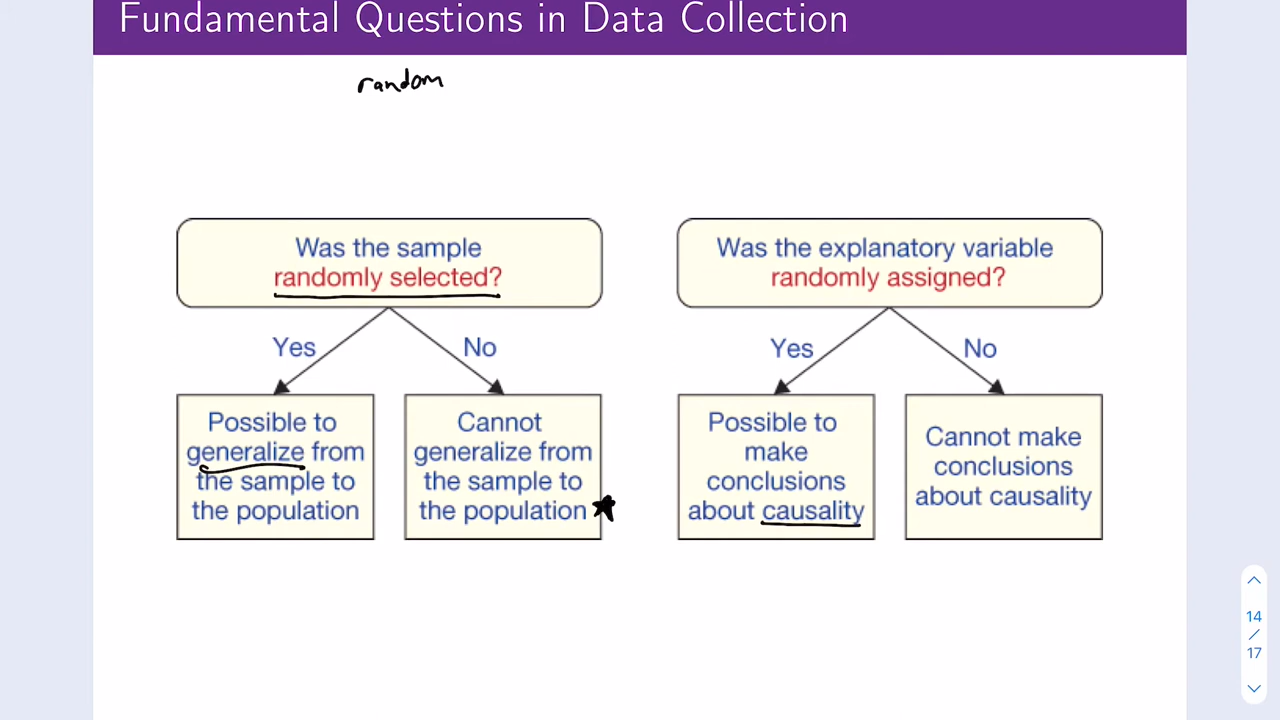 Fundamental Questions in Data Collection
random
Was the sample
randomly selected?
Yes
No
Possible to
generalize from
the sample to
the population
Cannot
generalize from
the sample to
the population
Was the explanatory variable
randomly assigned?
Yes
No
Possible to
make
conclusions
about causality
Cannot make
conclusions
about causality
14
/
17